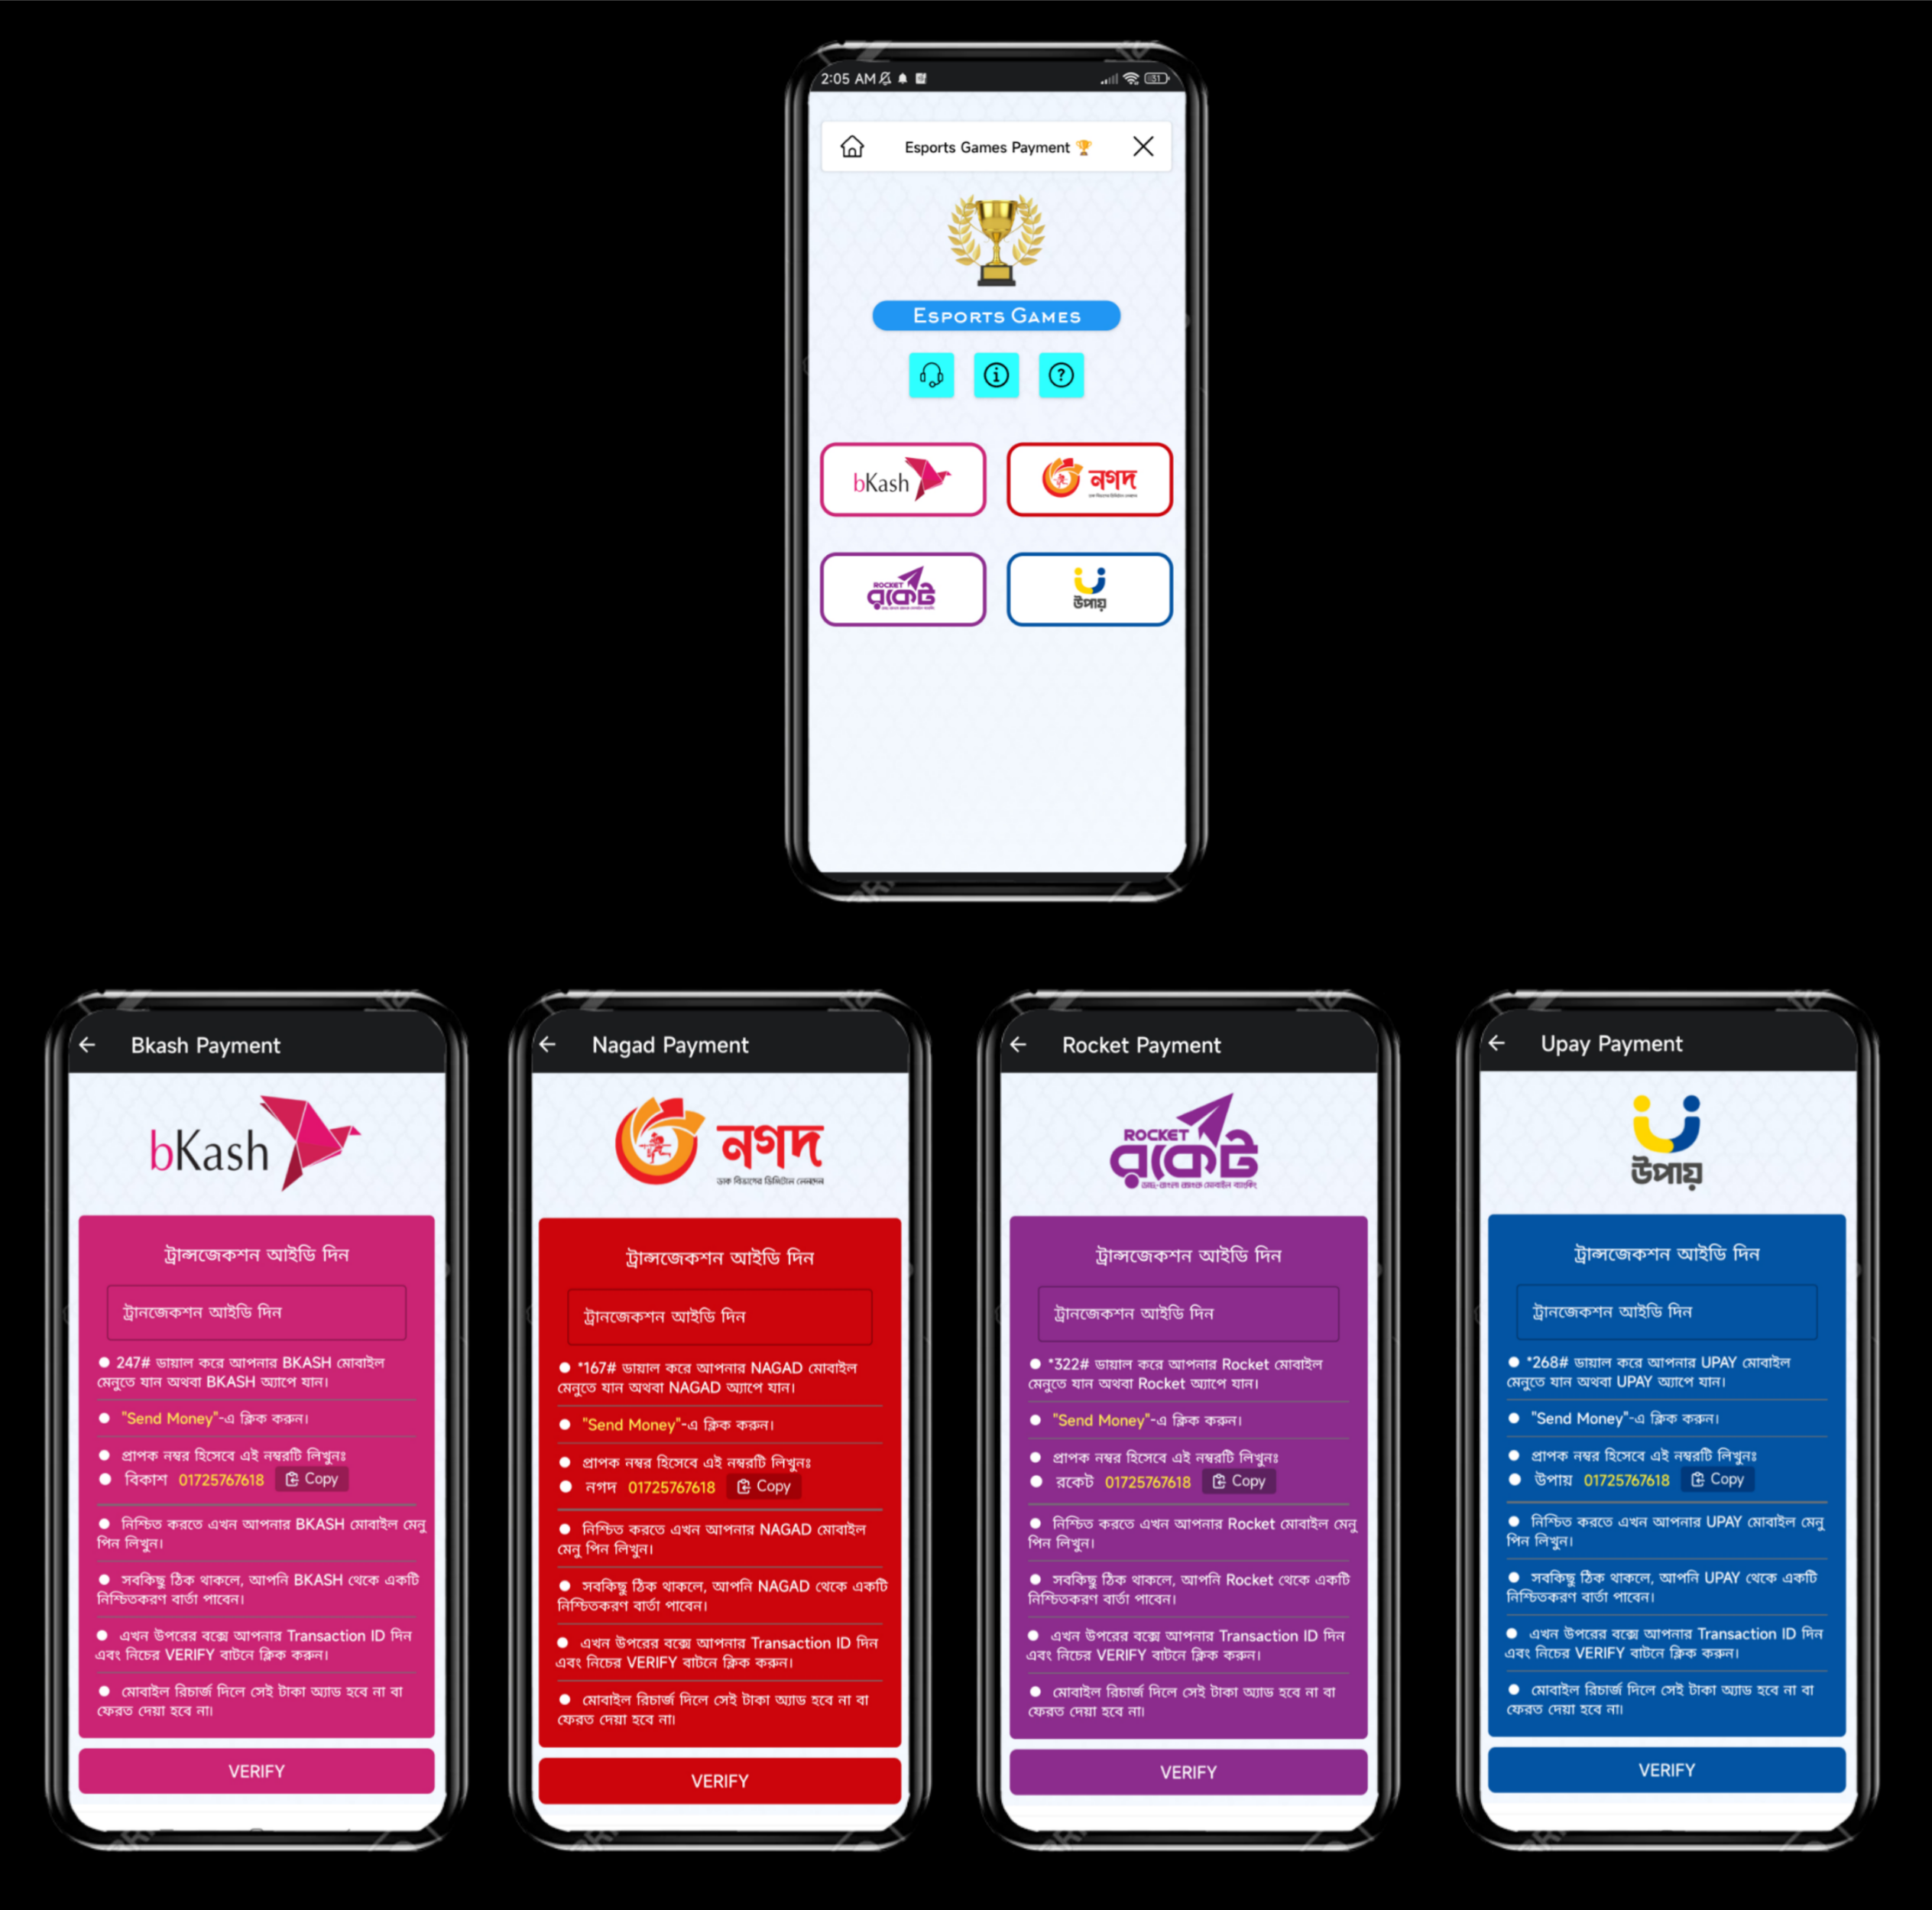 2:05 AM
31
Esports Games Payment 🏆
ESPORTS GAMES
bKash
নগদ
ROCKET
রকেট
উপায়
Bkash Payment
bKash
ট্রান্সজেকশন আইডি দিন
ট্রানজেকশন আইডি দিন
● 247# ডায়াল করে আপনার BKASH মোবাইল
মেনুতে যান অথবা BKASH অ্যাপে যান।
● "Send Money"-এ ক্লিক করুন।
● প্রাপক নম্বর হিসেবে এই নম্বরটি লিখুনঃ
● বিকাশ 01725767618 Copy
● নিশ্চিত করতে এখন আপনার BKASH মোবাইল মেনু
পিন লিখুন।
● সবকিছু ঠিক থাকলে, আপনি BKASH থেকে একটি
নিশ্চিতকরণ বার্তা পাবেন।
● এখন উপরের বক্সে আপনার Transaction ID দিন
এবং নিচের VERIFY বাটনে ক্লিক করুন।
● মোবাইল রিচার্জ দিলে সেই টাকা অ্যাড হবে না বা
ফেরত দেয়া হবে না।
VERIFY
Nagad Payment
নগদ
ডাক বিভাগের ডিজিটাল লেনদেন
ট্রান্সজেকশন আইডি দিন
ট্রানজেকশন আইডি দিন
● *167# ডায়াল করে আপনার NAGAD মোবাইল
মেনুতে যান অথবা NAGAD অ্যাপে যান।
● "Send Money"-এ ক্লিক করুন।
● প্রাপক নম্বর হিসেবে এই নম্বরটি লিখুনঃ
● নগদ 01725767618 Copy
● নিশ্চিত করতে এখন আপনার NAGAD মোবাইল
মেনু পিন লিখুন।
● সবকিছু ঠিক থাকলে, আপনি NAGAD থেকে একটি
নিশ্চিতকরণ বার্তা পাবেন।
● এখন উপরের বক্সে আপনার Transaction ID দিন
এবং নিচের VERIFY বাটনে ক্লিক করুন।
● মোবাইল রিচার্জ দিলে সেই টাকা অ্যাড হবে না বা
ফেরত দেয়া হবে না।
VERIFY
Rocket Payment
ROCKET
রকেট
ডাচ্-বাংলা ব্যাংক মোবাইল ব্যাংকিং
ট্রান্সজেকশন আইডি দিন
ট্রানজেকশন আইডি দিন
● *322# ডায়াল করে আপনার Rocket মোবাইল
মেনুতে যান অথবা Rocket অ্যাপে যান।
● "Send Money"-এ ক্লিক করুন।
● প্রাপক নম্বর হিসেবে এই নম্বরটি লিখুনঃ
● রকেট 01725767618 Copy
● নিশ্চিত করতে এখন আপনার Rocket মোবাইল মেনু
পিন লিখুন।
● সবকিছু ঠিক থাকলে, আপনি Rocket থেকে একটি
নিশ্চিতকরণ বার্তা পাবেন।
● এখন উপরের বক্সে আপনার Transaction ID দিন
এবং নিচের VERIFY বাটনে ক্লিক করুন।
● মোবাইল রিচার্জ দিলে সেই টাকা অ্যাড হবে না বা
ফেরত দেয়া হবে না।
VERIFY
Upay Payment
উপায়
ট্রান্সজেকশন আইডি দিন
ট্রানজেকশন আইডি দিন
● *268# ডায়াল করে আপনার UPAY মোবাইল
মেনুতে যান অথবা UPAY অ্যাপে যান।
● "Send Money"-এ ক্লিক করুন।
● প্রাপক নম্বর হিসেবে এই নম্বরটি লিখুনঃ
● উপায় 01725767618 Copy
● নিশ্চিত করতে এখন আপনার UPAY মোবাইল মেনু
পিন লিখুন।
● সবকিছু ঠিক থাকলে, আপনি UPAY থেকে একটি
নিশ্চিতকরণ বার্তা পাবেন।
● এখন উপরের বক্সে আপনার Transaction ID দিন
এবং নিচের VERIFY বাটনে ক্লিক করুন।
● মোবাইল রিচার্জ দিলে সেই টাকা অ্যাড হবে না বা
ফেরত দেয়া হবে না।
VERIFY